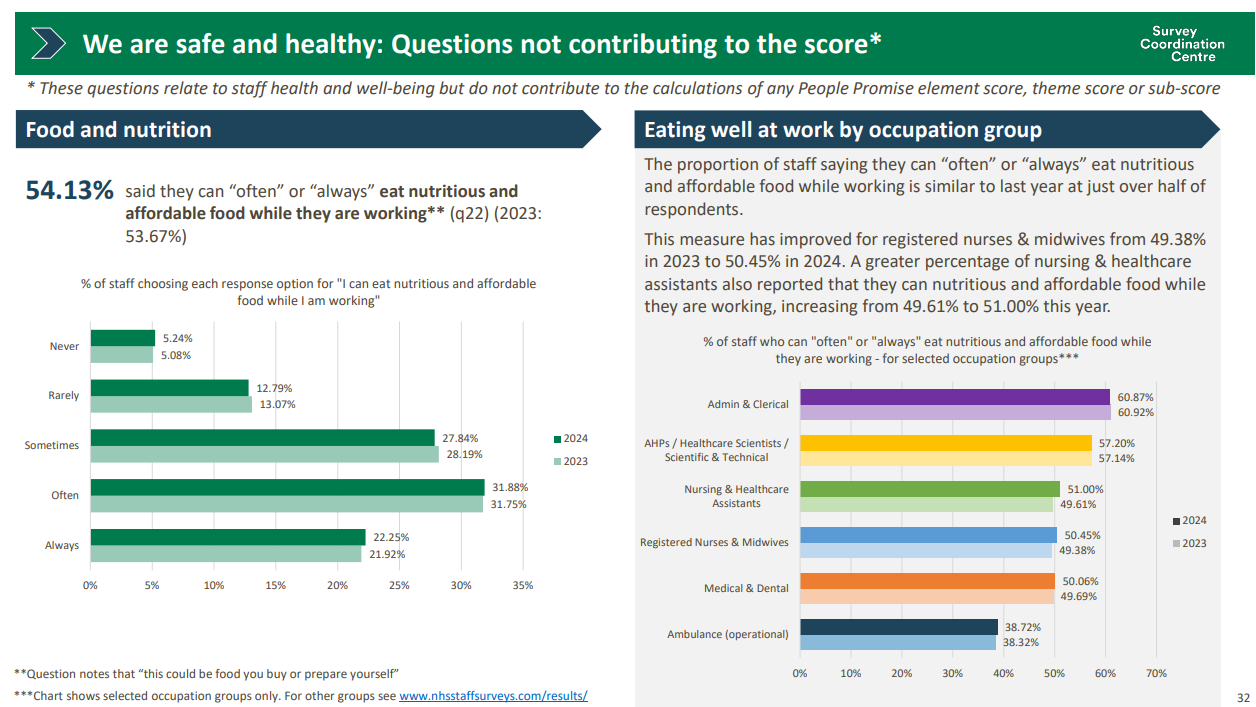 We are safe and healthy: Questions not contributing to the score*
Survey
Coordination
Centre
* These questions relate to staff health and well-being but do not contribute to the calculations of any People Promise element score, theme score or sub-score
Food and nutrition
54.13%
said they can “often” or “always” eat nutritious and
affordable food while they are working** (q22) (2023:
53.67%)
% of staff choosing each response option for "I can eat nutritious and affordable
food while I am working"
Never
5.24%
5.08%
Rarely
12.79%
13.07%
Sometimes
27.84%
28.19%
Often
31.88%
31.75%
Always
22.25%
21.92%
2024
2023
0%
5%
10%
15%
20%
25%
30%
35%
**Question notes that “this could be food you buy or prepare yourself”
***Chart shows selected occupation groups only. For other groups see www.nhsstaffsurveys.com/results/
Eating well at work by occupation group
The proportion of staff saying they can “often” or “always” eat nutritious
and affordable food while working is similar to last year at just over half of
respondents.
This measure has improved for registered nurses & midwives from 49.38%
in 2023 to 50.45% in 2024. A greater percentage of nursing & healthcare
assistants also reported that they can nutritious and affordable food while
they are working, increasing from 49.61% to 51.00% this year.
% of staff who can "often" or "always" eat nutritious and affordable food while
they are working - for selected occupation groups***
Admin & Clerical
60.87%
60.92%
AHPs / Healthcare Scientists /
Scientific & Technical
57.20%
57.14%
Nursing & Healthcare
Assistants
51.00%
49.61%
Registered Nurses & Midwives
50.45%
49.38%
Medical & Dental
50.06%
49.69%
Ambulance (operational)
38.72%
38.32%
2024
2023
0%
10%
20%
30%
40%
50%
60%
70%
32